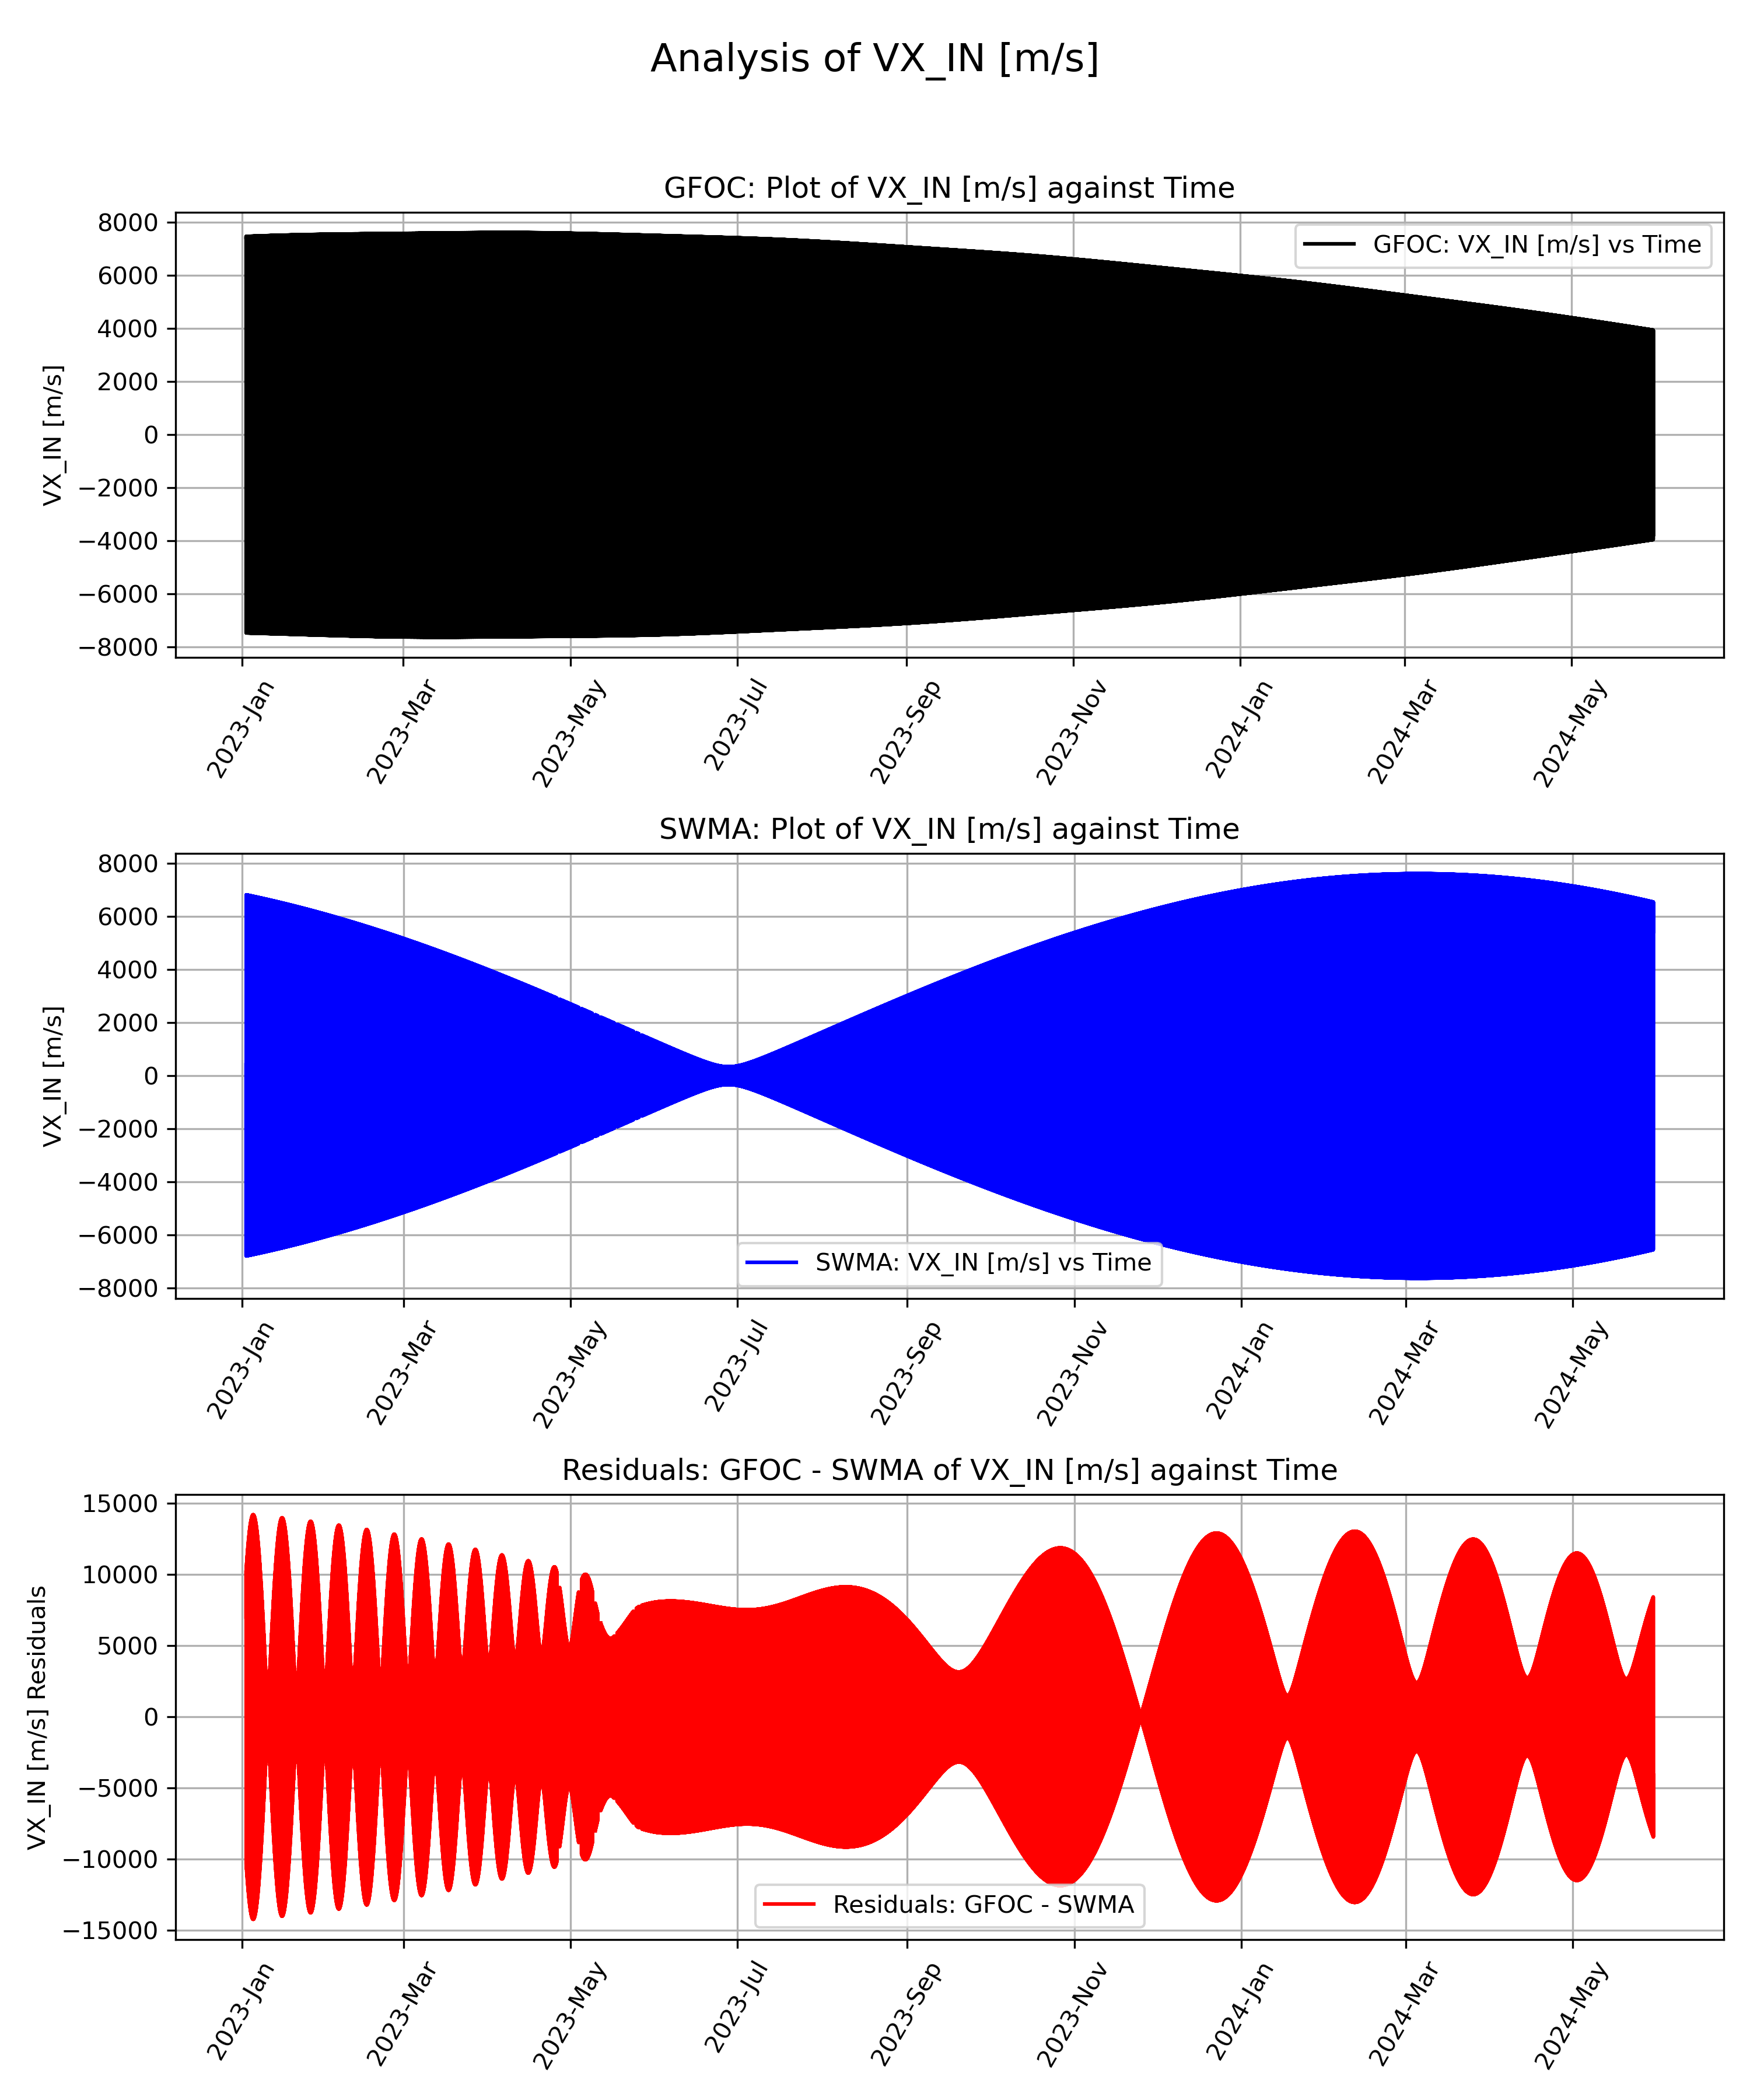 Analysis of VX_IN [m/s]
GFOC: Plot of VX_IN [m/s] against Time
VX_IN [m/s]
8000
6000
4000
2000
0
−2000
−4000
−6000
−8000
GFOC: VX_IN [m/s] vs Time
2023-Jan
2023-Mar
2023-May
2023-Jul
2023-Sep
2023-Nov
2024-Jan
2024-Mar
2024-May
SWMA: Plot of VX_IN [m/s] against Time
VX_IN [m/s]
8000
6000
4000
2000
0
−2000
−4000
−6000
−8000
SWMA: VX_IN [m/s] vs Time
2023-Jan
2023-Mar
2023-May
2023-Jul
2023-Sep
2023-Nov
2024-Jan
2024-Mar
2024-May
Residuals: GFOC - SWMA of VX_IN [m/s] against Time
VX_IN [m/s] Residuals
15000
10000
5000
0
−5000
−10000
−15000
Residuals: GFOC - SWMA
2023-Jan
2023-Mar
2023-May
2023-Jul
2023-Sep
2023-Nov
2024-Jan
2024-Mar
2024-May